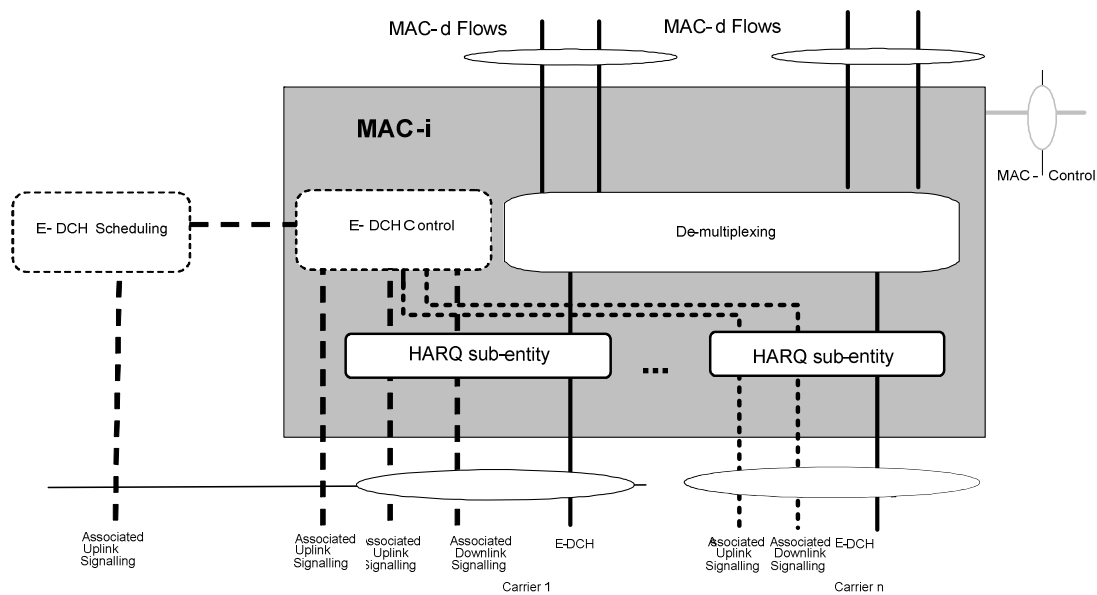 MAC-d Flows
MAC-d Flows
MAC-i
MAC- Control
E- DCH Scheduling
E- DCH Control
De-multiplexing
HARQ sub-entity
...
HARQ sub-entity
Associated
Uplink
Signalling
Associated
Uplink
Signalling
Associated
Uplink
Signalling
Associated
Downlink
Signalling
E-DCH
Associated
Uplink
Signalling
Associated
Downlink
Signalling
E-DCH
Carrier 1
Carrier n